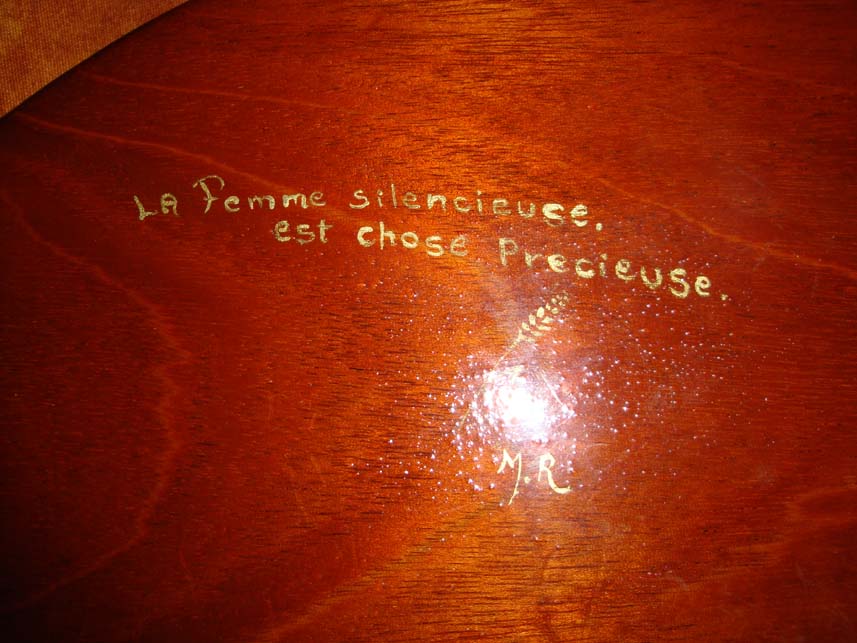 LA Femme silencieuse.
est chose Precieuse.
M.R